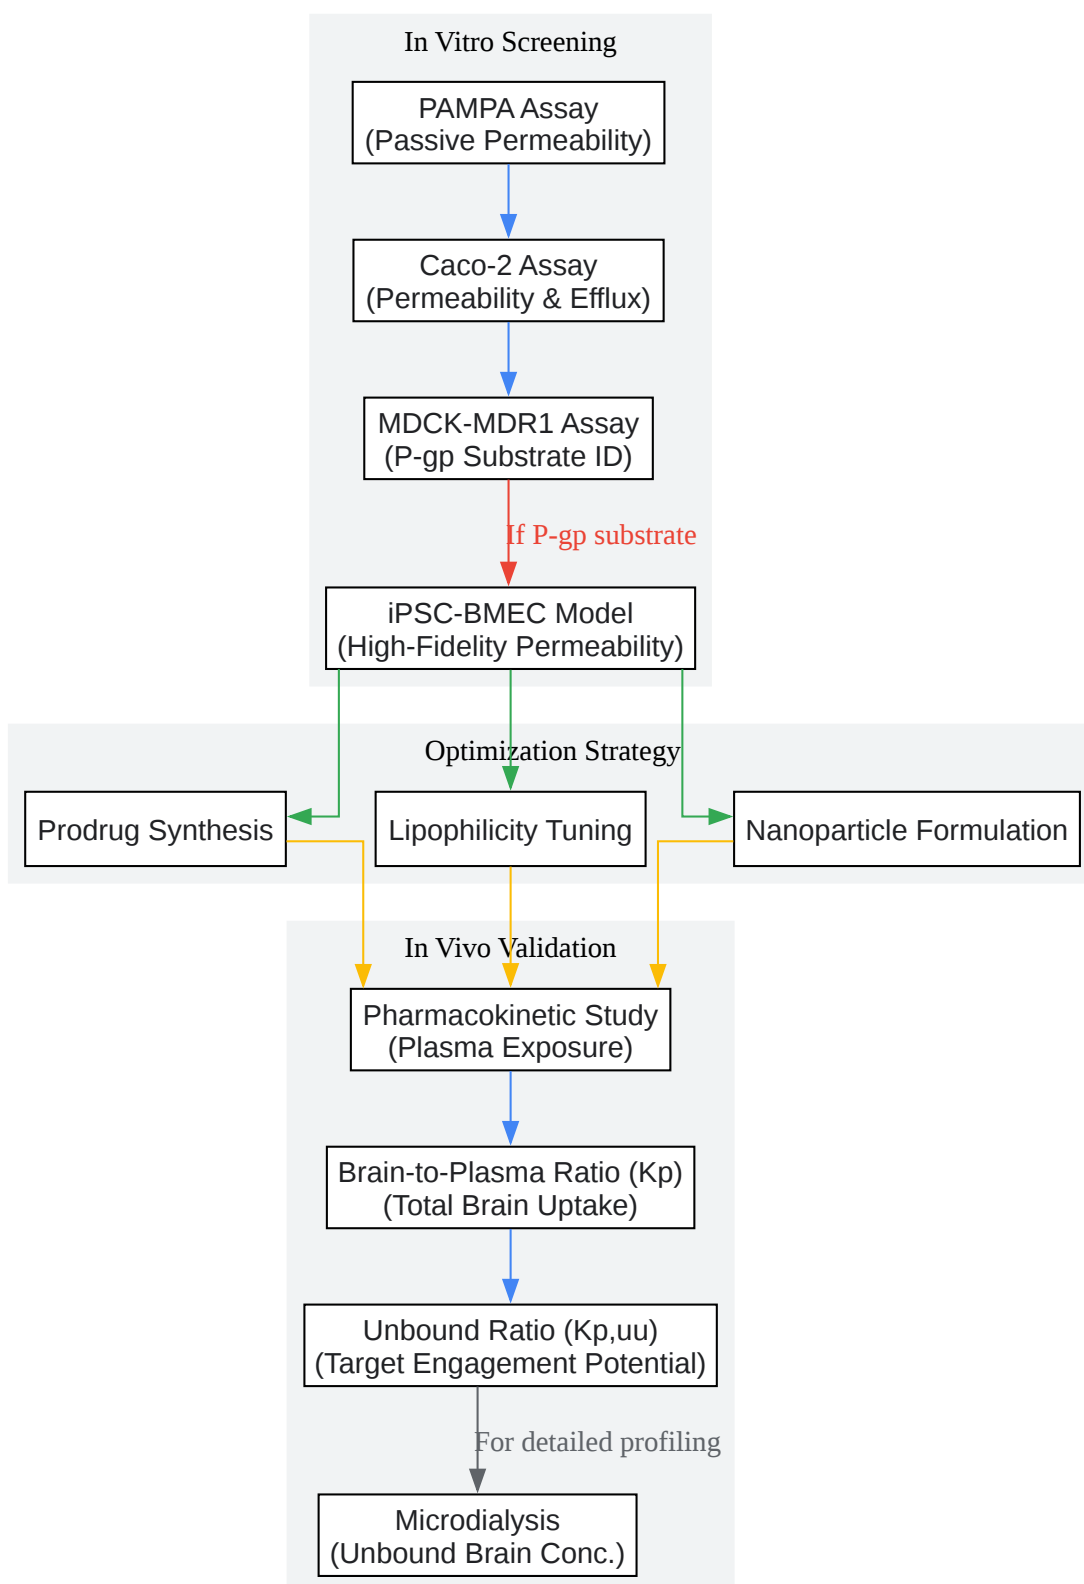 In Vitro Screening
PAMPA Assay
(Passive Permeability)
Caco-2 Assay
(Permeability & Efflux)
MDCK-MDR1 Assay
(P-gp Substrate ID)
If P-gp substrate
iPSC-BMEC Model
(High-Fidelity Permeability)
Optimization Strategy
Prodrug Synthesis
Lipophilicity Tuning
Nanoparticle Formulation
In Vivo Validation
Pharmacokinetic Study
(Plasma Exposure)
Brain-to-Plasma Ratio (Kp)
(Total Brain Uptake)
Unbound Ratio (Kp,uu)
(Target Engagement Potential)
For detailed profiling
Microdialysis
(Unbound Brain Conc.)